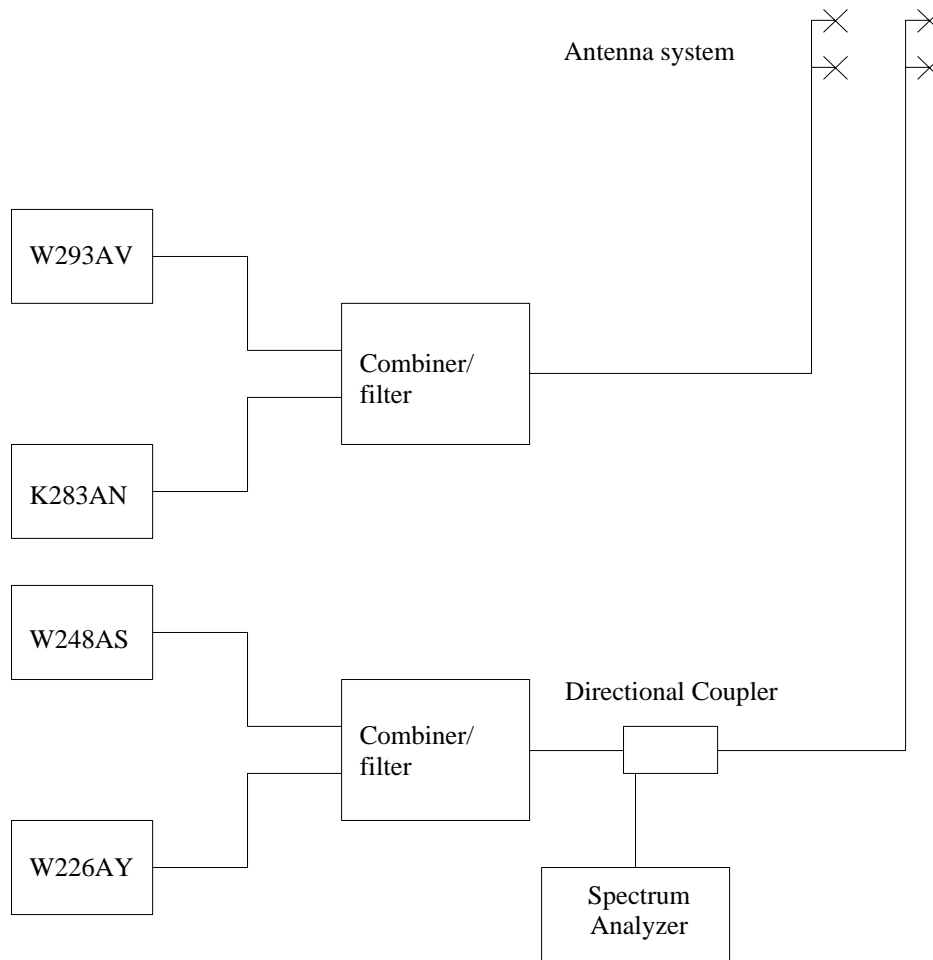 Antenna system
W293AV
Combiner/
filter
K283AN
W248AS
Directional Coupler
Combiner/
filter
W226AY
Spectrum
Analyzer